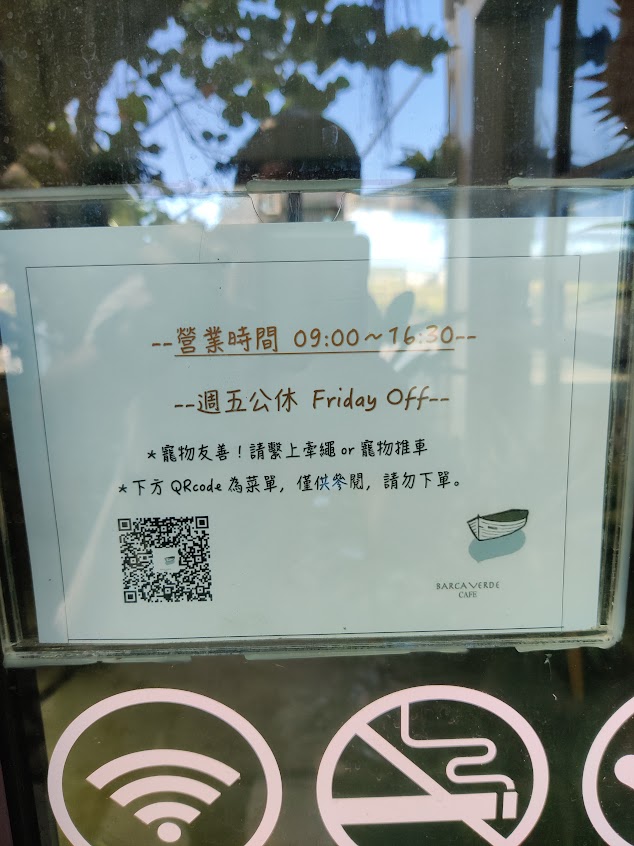 --營業時間 09:00~16:30--
--週五公休 Friday Off--
*寵物友善!請繫上牽繩 or 寵物推車
*下方 QRcode 為菜單, 僅供參閱, 請勿下單。
BARCA VERDE
CAFE